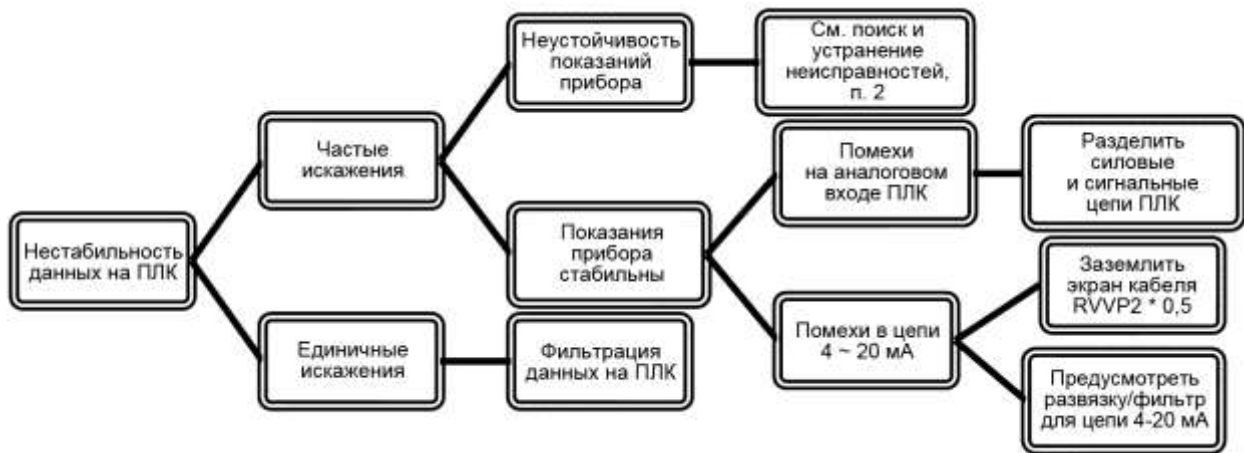 Неустойчивость
показаний
прибора
См. поиск и
устранение
неисправностей,
п. 2
Частые
искажения
Помехи
на аналоговом
входе ПЛК
Разделить
силовые
и сигнальные
цепи ПЛК
Нестабильность
данных на ПЛК
Показания
прибора
стабильны
Заземлить
экран кабеля
RVVP2 * 0,5
Единичные
искажения
Фильтрация
данных на ПЛК
Помехи в цепи
4 ~ 20 мА
Предусмотреть
развязку/фильтр
для цепи 4-20 мА